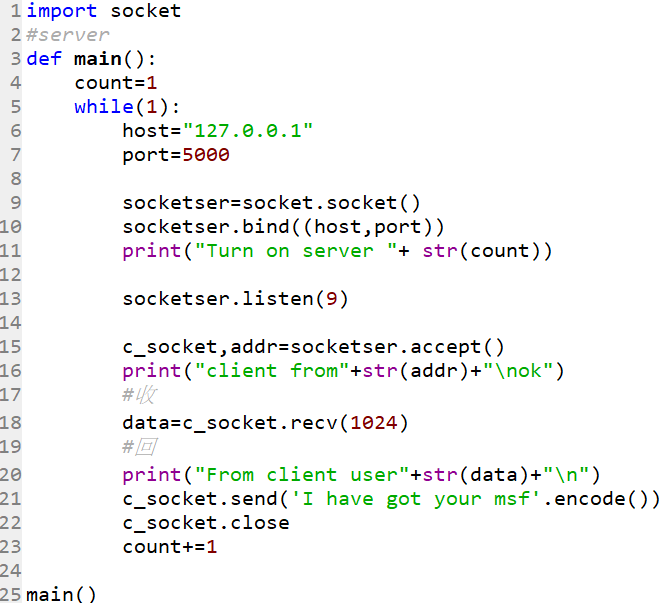 1 import socket
2 #server
3 def main():
4     count=1
5     while(1):
6         host="127.0.0.1"
7         port=5000
8
9         socketser=socket.socket()
10         socketser.bind((host,port))
11         print("Turn on server "+ str(count))
12
13         socketser.listen(9)
14
15         c_socket,addr=socketser.accept()
16         print("client from"+str(addr)+"\nok")
17         #收
18         data=c_socket.recv(1024)
19         #回
20         print("From client user"+str(data)+"\n")
21         c_socket.send('I have got your msf'.encode())
22         c_socket.close
23         count+=1
24
25 main()